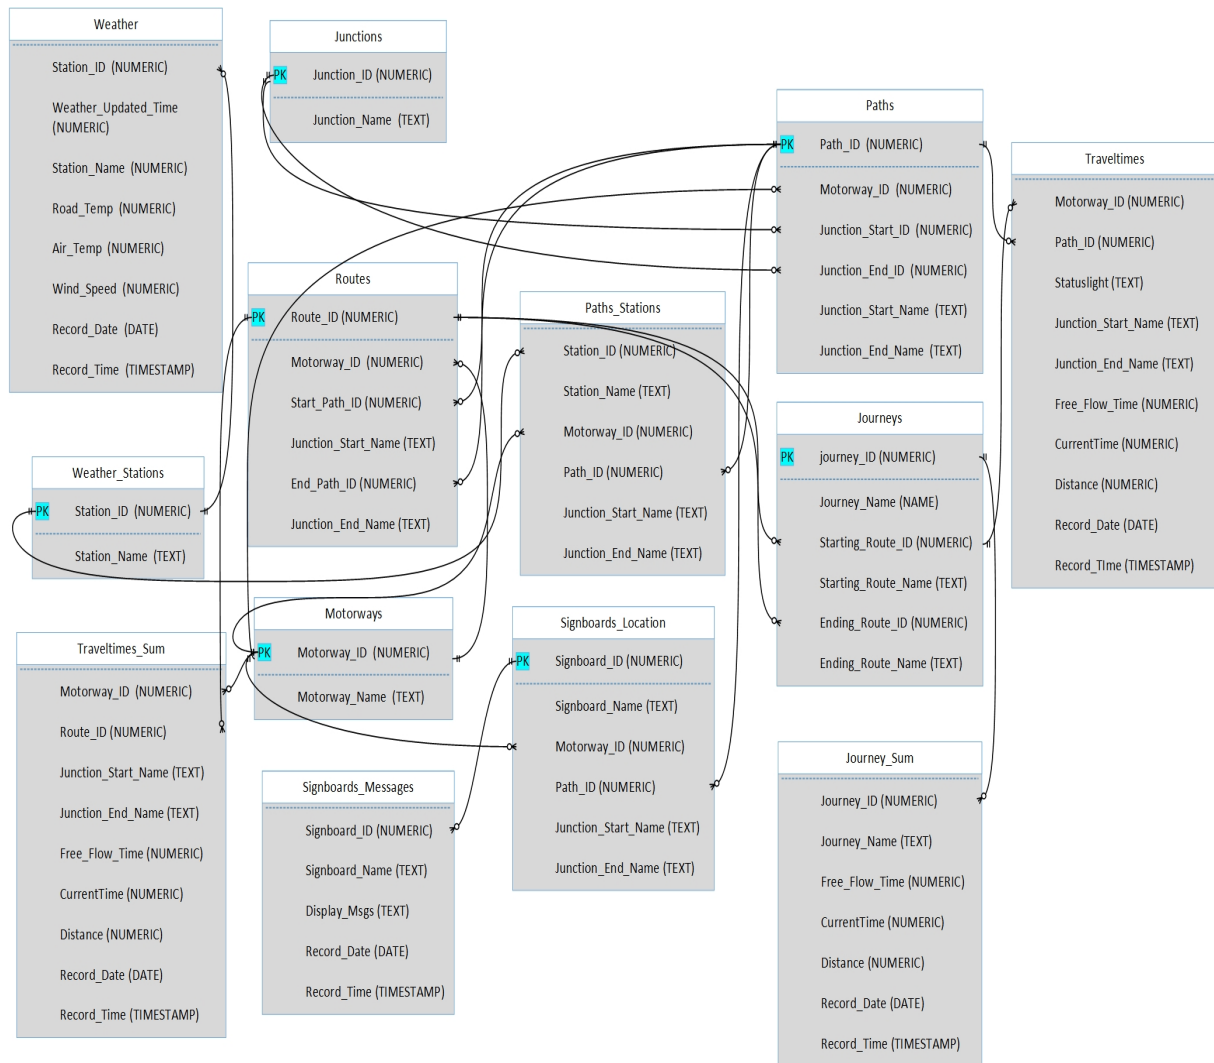 Weather
Station_ID (NUMERIC)
Weather_Updated_Time
(NUMERIC)
Station_Name (NUMERIC)
Road_Temp (NUMERIC)
Air_Temp (NUMERIC)
Wind_Speed (NUMERIC)
Record_Date (DATE)
Record_Time (TIMESTAMP)
Junctions
PK Junction_ID (NUMERIC)
Junction_Name (TEXT)
Paths
PK Path_ID (NUMERIC)
Motorway_ID (NUMERIC)
Junction_Start_ID (NUMERIC)
Junction_End_ID (NUMERIC)
Junction_Start_Name (TEXT)
Junction_End_Name (TEXT)
Traveltimes
Motorway_ID (NUMERIC)
Path_ID (NUMERIC)
Statuslight (TEXT)
Junction_Start_Name (TEXT)
Junction_End_Name (TEXT)
Free_Flow_Time (NUMERIC)
CurrentTime (NUMERIC)
Distance (NUMERIC)
Record_Date (DATE)
Record_TIme (TIMESTAMP)
Routes
PK Route_ID (NUMERIC)
Motorway_ID (NUMERIC)
Start_Path_ID (NUMERIC)
Junction_Start_Name (TEXT)
End_Path_ID (NUMERIC)
Junction_End_Name (TEXT)
Paths_Stations
Station_ID (NUMERIC)
Station_Name (TEXT)
Motorway_ID (NUMERIC)
Path_ID (NUMERIC)
Junction_Start_Name (TEXT)
Junction_End_Name (TEXT)
Journeys
PK journey_ID (NUMERIC)
Journey_Name (NAME)
Starting_Route_ID (NUMERIC)
Starting_Route_Name (TEXT)
Ending_Route_ID (NUMERIC)
Ending_Route_Name (TEXT)
Weather_Stations
PK Station_ID (NUMERIC)
Station_Name (TEXT)
Motorways
PK Motorway_ID (NUMERIC)
Motorway_Name (TEXT)
Signboards_Location
PK Signboard_ID (NUMERIC)
Signboard_Name (TEXT)
Motorway_ID (NUMERIC)
Path_ID (NUMERIC)
Junction_Start_Name (TEXT)
Junction_End_Name (TEXT)
Traveltimes_Sum
Motorway_ID (NUMERIC)
Route_ID (NUMERIC)
Junction_Start_Name (TEXT)
Junction_End_Name (TEXT)
Free_Flow_Time (NUMERIC)
CurrentTime (NUMERIC)
Distance (NUMERIC)
Record_Date (DATE)
Record_Time (TIMESTAMP)
Signboards_Messages
Signboard_ID (NUMERIC)
Signboard_Name (TEXT)
Display_Msgs (TEXT)
Record_Date (DATE)
Record_Time (TIMESTAMP)
Journey_Sum
Journey_ID (NUMERIC)
Journey_Name (TEXT)
Free_Flow_Time (NUMERIC)
CurrentTime (NUMERIC)
Distance (NUMERIC)
Record_Date (DATE)
Record_Time (TIMESTAMP)